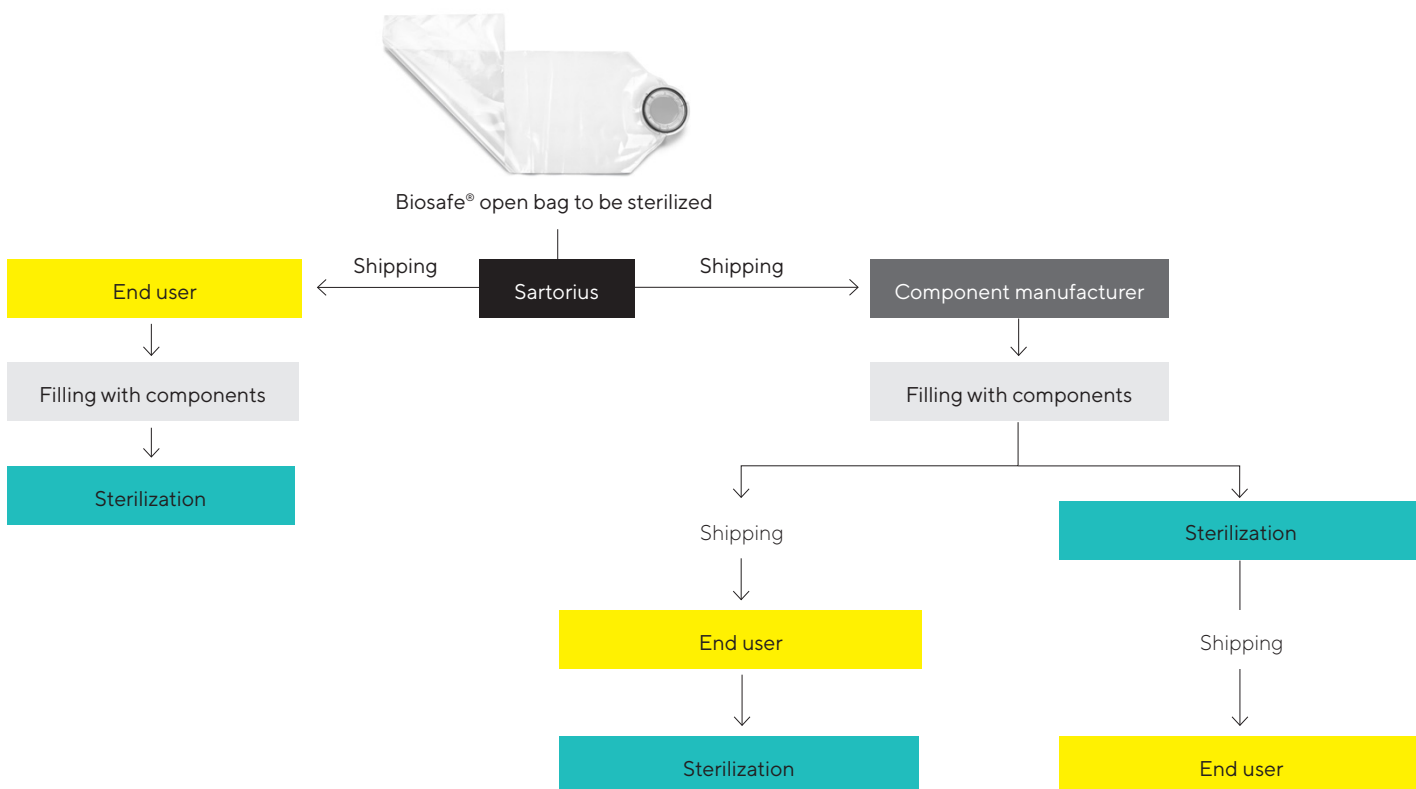 Biosafe® open bag to be sterilized
Shipping
Shipping
End user
Sartorius
Component manufacturer
Filling with components
Filling with components
Sterilization
Shipping
Sterilization
End user
Shipping
Sterilization
End user